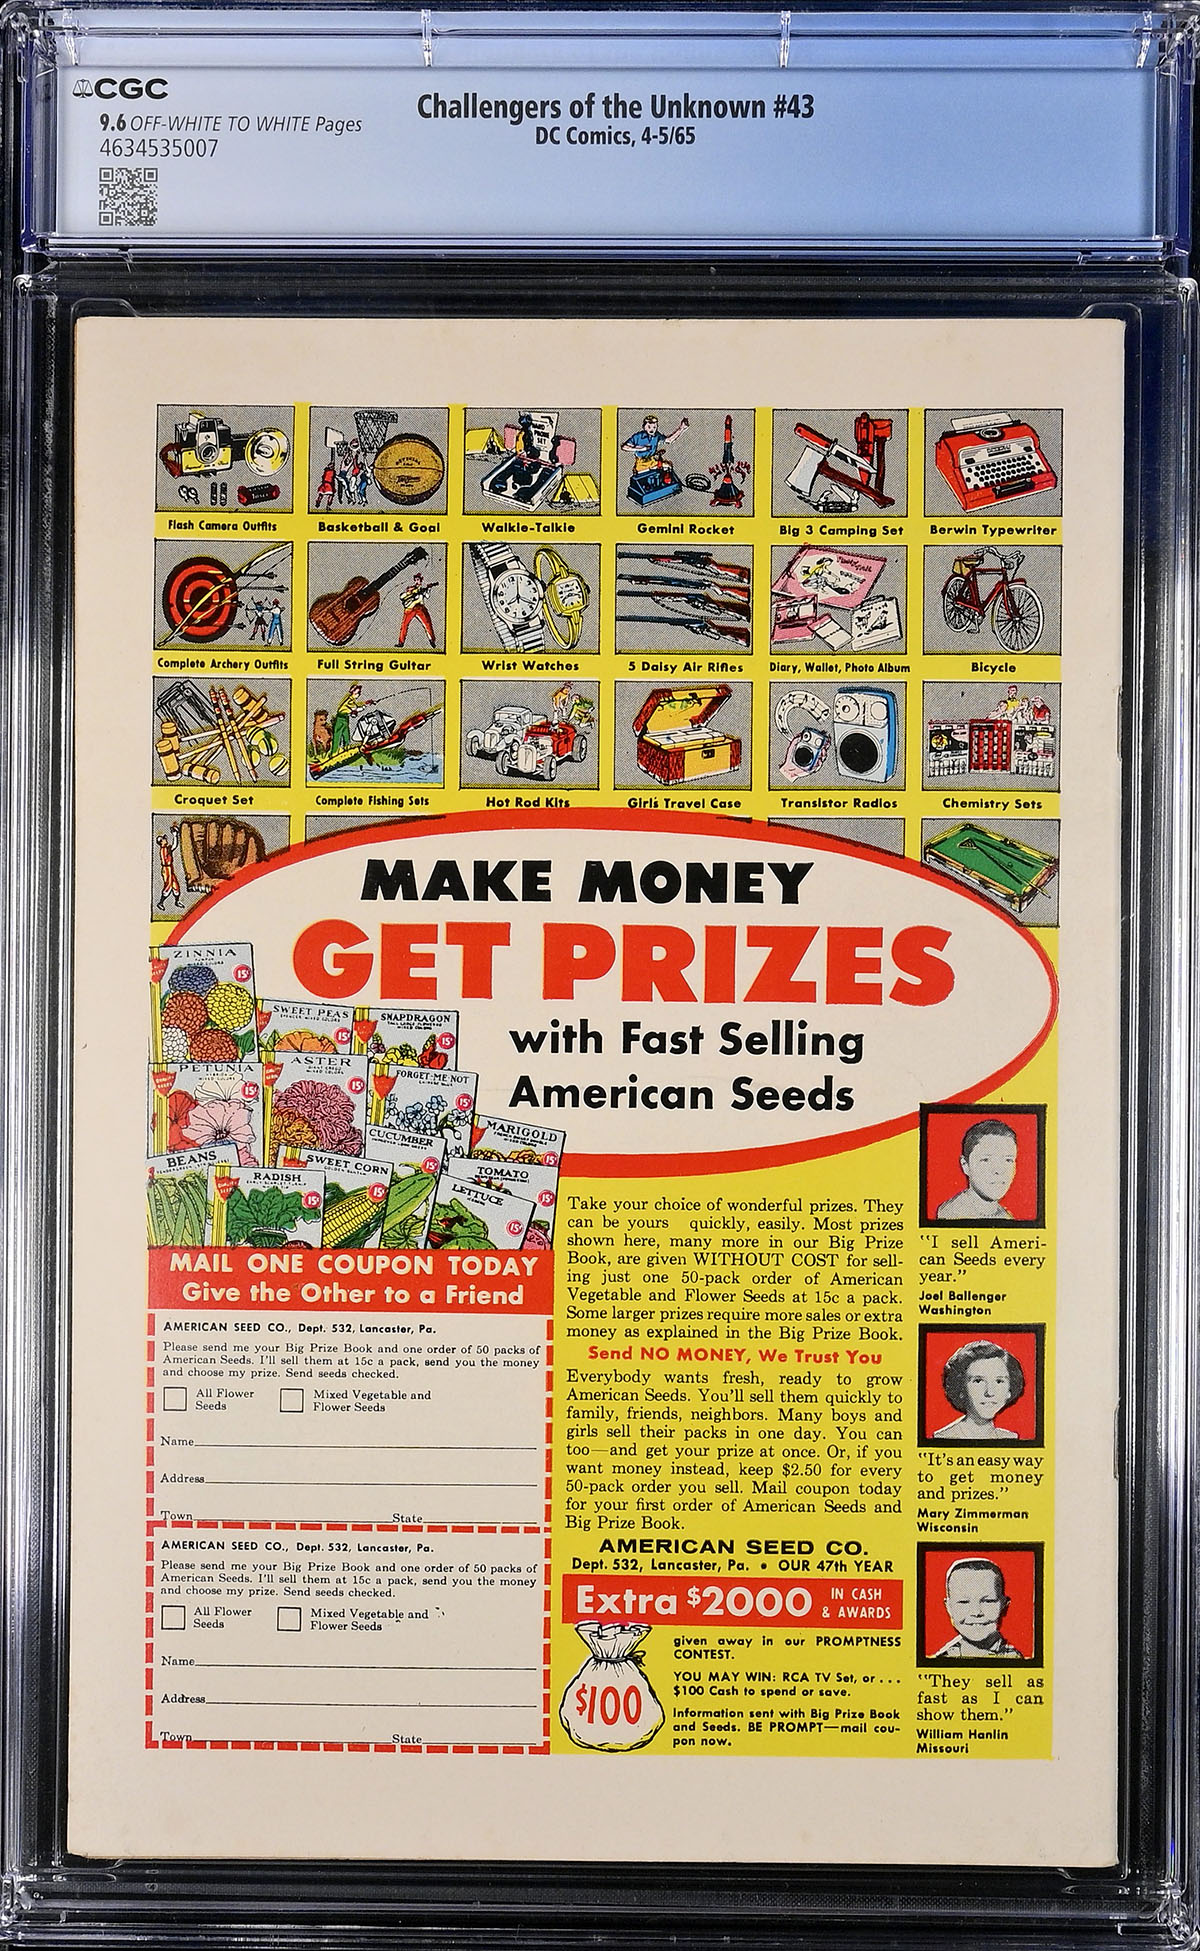 CGC
9.6 OFF-WHITE TO WHITE Pages
4634535007
Challengers of the Unknown #43
DC Comics, 4-5/65
Flash Camera Outfits
Basketball & Goal
Walkie-Talkie
Gemini Rocket
Big 3 Camping Set
Berwin Typewriter
Complete Archery Outfits
Full String Guitar
Wrist Watches
5 Daisy Air Rifles
Diary, Wallet, Photo Album
Bicycle
Croquet Set
Complete Fishing Sets
Hot Rod Kits
Girl's Travel Case
Transistor Radios
Chemistry Sets
MAKE MONEY
GET PRIZES
with Fast Selling
American Seeds
ZINNIA
15¢
SWEET PEAS
15¢
SNAPDRAGON
15¢
PETUNIA
15¢
ASTER
15¢
FORGET-ME-NOT
15¢
MARIGOLD
15¢
BEANS
RADISH
15¢
SWEET CORN
15¢
CUCUMBER
15¢
TOMATO
15¢
LETTUCE
15¢
MAIL ONE COUPON TODAY
Give the Other to a Friend
AMERICAN SEED CO., Dept. 532, Lancaster, Pa.
Please send me your Big Prize Book and one order of 50 packs of
American Seeds. I'll sell them at 15c a pack, send you the money
and choose my prize. Send seeds checked.
All Flower
Seeds
Mixed Vegetable and
Flower Seeds
Name
Address
Town State
AMERICAN SEED CO., Dept. 532, Lancaster, Pa.
Please send me your Big Prize Book and one order of 50 packs of
American Seeds. I'll sell them at 15c a pack, send you the money
and choose my prize. Send seeds checked.
All Flower
Seeds
Mixed Vegetable and
Flower Seeds
Name
Address
Town State
Take your choice of wonderful prizes. They
can be yours quickly, easily. Most prizes
shown here, many more in our Big Prize
Book, are given WITHOUT COST for sell-
ing just one 50-pack order of American
Vegetable and Flower Seeds at 15c a pack.
Some larger prizes require more sales or extra
money as explained in the Big Prize Book.
Send NO MONEY, We Trust You
Everybody wants fresh, ready to grow
American Seeds. You'll sell them quickly to
family, friends, neighbors. Many boys and
girls sell their packs in one day. You can
too—and get your prize at once. Or, if you
want money instead, keep $2.50 for every
50-pack order you sell. Mail coupon today
for your first order of American Seeds and
Big Prize Book.
AMERICAN SEED CO.
Dept. 532, Lancaster, Pa. • OUR 47th YEAR
Extra $2000 IN CASH
& AWARDS
$100
given away in our PROMPTNESS
CONTEST.
YOU MAY WIN: RCA TV Set, or . . .
$100 Cash to spend or save.
Information sent with Big Prize Book
and Seeds. BE PROMPT—mail cou-
pon now.
"I sell Ameri-
can Seeds every
year."
Joel Ballenger
Washington
"It's an easy way
to get money
and prizes."
Mary Zimmerman
Wisconsin
"They sell as
fast as I can
show them."
William Hanlin
Missouri